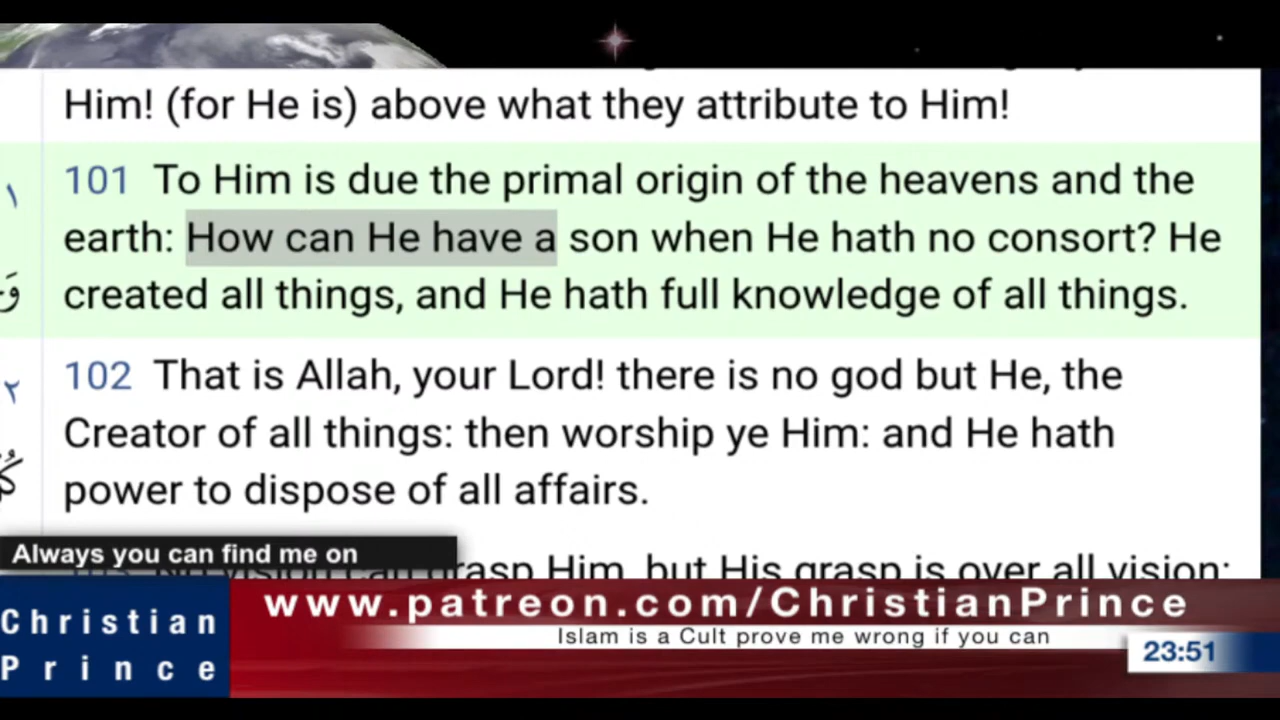 Him! (for He is) above what they attribute to Him!
101 To Him is due the primal origin of the heavens and the
١
earth: How can He have a son when He hath no consort? He
created all things, and He hath full knowledge of all things.
102 That is Allah, your Lord! there is no god but He, the
٢
Creator of all things: then worship ye Him: and He hath
power to dispose of all affairs.
Always you can find me on
grasp Him, but His grasp is over all vision:
Christian
Prince
www.patreon.com/ChristianPrince
Islam is a Cult prove me wrong if you can
23:51